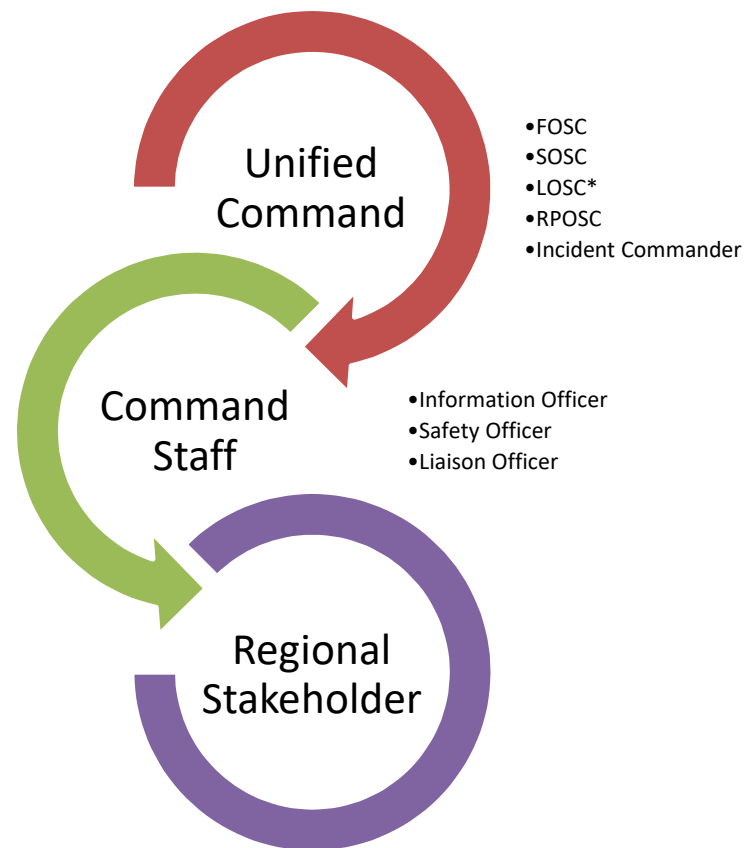 Unified
Command
•FOSC
•SOSC
•LOSC*
•RPOSC
•Incident Commander
Command
Staff
•Information Officer
•Safety Officer
•Liaison Officer
Regional
Stakeholder